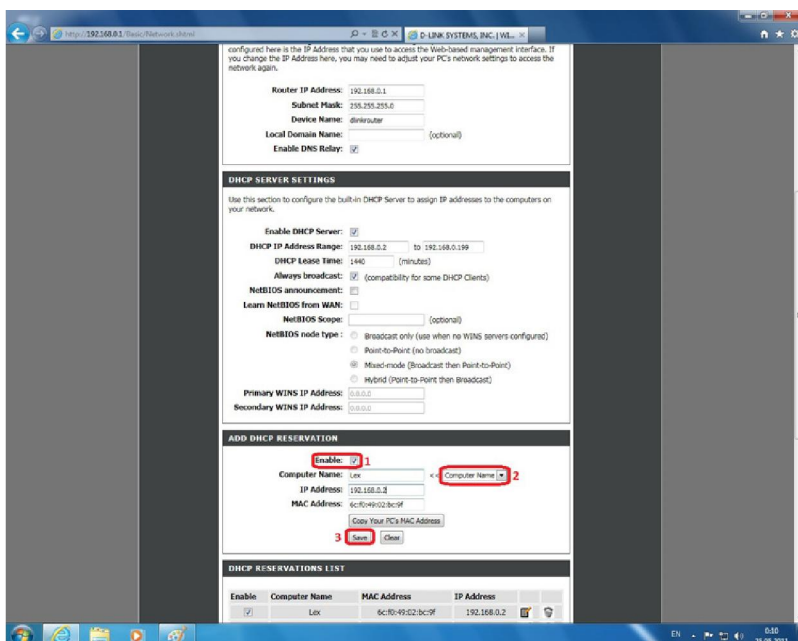 http://192.168.0.1/Basic/Network.shtml
D-LINK SYSTEMS, INC. | WI...
configured here is the IP Address that you use to access the Web-based management interface. If
you change the IP Address here, you may need to adjust your PC's network settings to access the
network again.
Router IP Address: 192.168.0.1
Subnet Mask: 255.255.255.0
Device Name: dlinkrouter
Local Domain Name: (optional)
Enable DNS Relay:
DHCP SERVER SETTINGS
Use this section to configure the built-in DHCP Server to assign IP addresses to the computers on
your network.
Enable DHCP Server:
DHCP IP Address Range: 192.168.0.2 to 192.168.0.199
DHCP Lease Time: 1440 (minutes)
Always broadcast: (compatibility for some DHCP Clients)
NetBIOS announcement:
Learn NetBIOS from WAN:
NetBIOS Scope: (optional)
NetBIOS node type : Broadcast only (use when no WINS servers configured)
Point-to-Point (no broadcast)
Mixed-mode (Broadcast then Point-to-Point)
Hybrid (Point-to-Point then Broadcast)
Primary WINS IP Address: 0.0.0.0
Secondary WINS IP Address: 0.0.0.0
ADD DHCP RESERVATION
Enable: 1
Computer Name: Lex << Computer Name 2
IP Address: 192.168.0.2
MAC Address: 6c:f0:49:02:bc:9f
Copy Your PC's MAC Address
3 Save Clear
DHCP RESERVATIONS LIST
Enable Computer Name MAC Address IP Address
Lex 6c:f0:49:02:bc:9f 192.168.0.2
EN 0:10